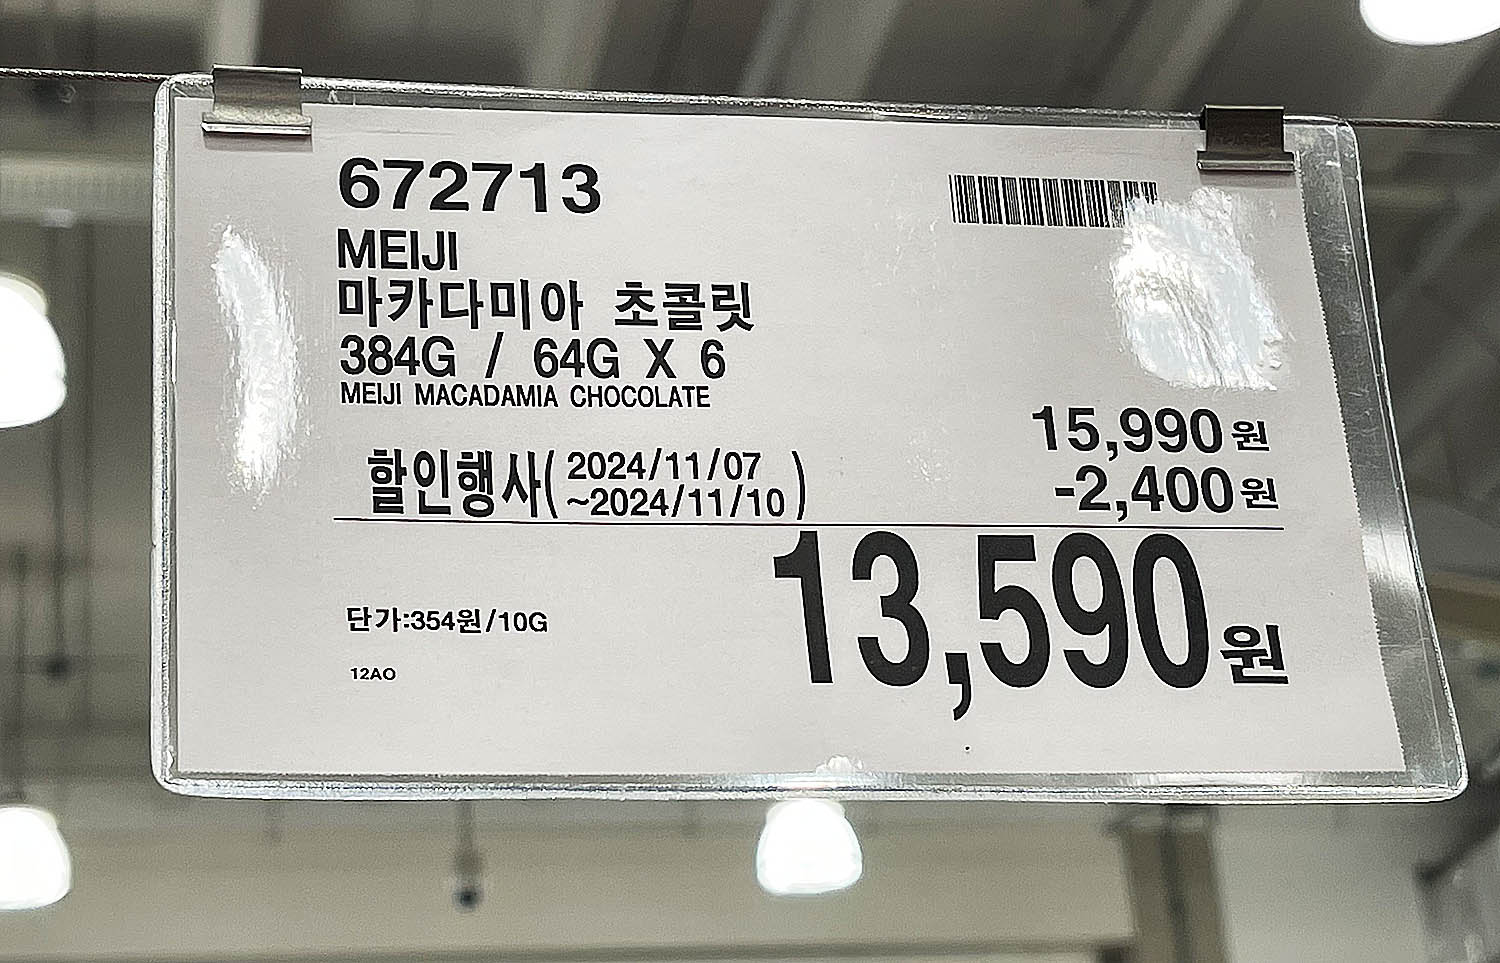 672713
MEIJI
마카다미아 초콜릿
384G / 64G X 6
MEIJI MACADAMIA CHOCOLATE
15,990원
할인행사( 2024/11/07
~2024/11/10 )
-2,400원
13,590원
단가:354원/10G
12AO